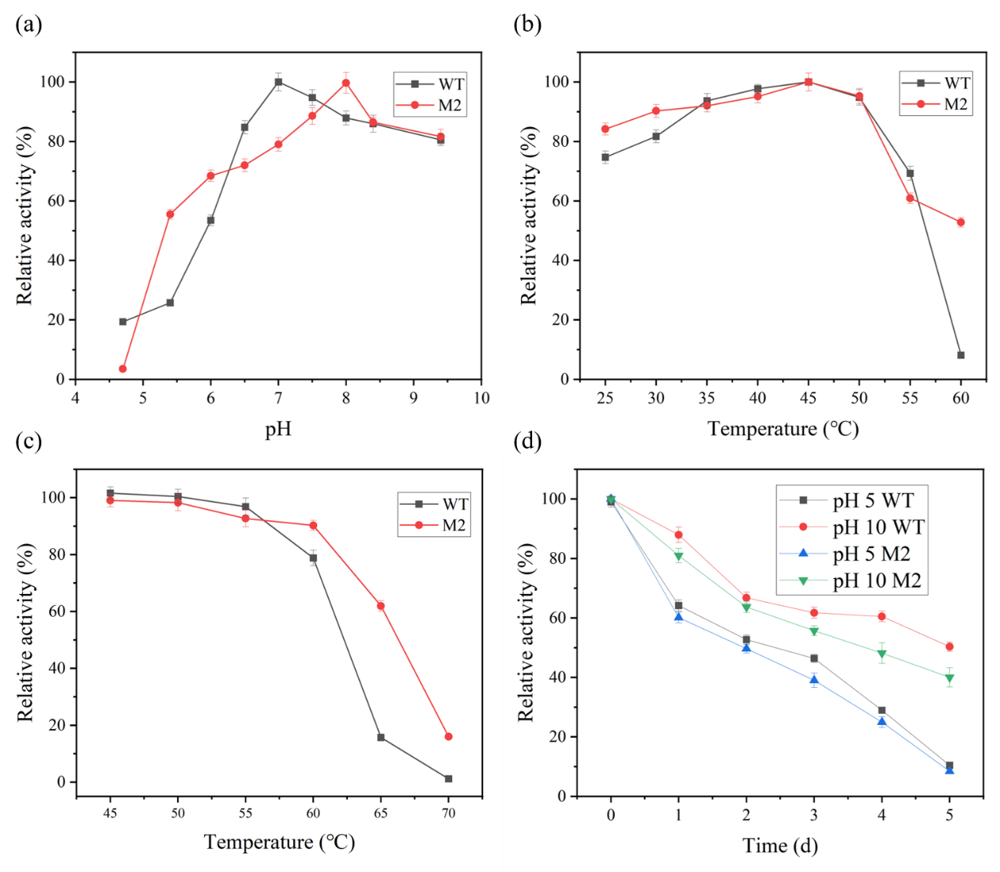 (a)
Relative activity (%)
100
80
60
40
20
0
4 5 6 7 8 9 10
pH
WT
M2
(b)
Relative activity (%)
100
80
60
40
20
0
25 30 35 40 45 50 55 60
Temperature (℃)
WT
M2
(c)
Relative activity (%)
100
80
60
40
20
0
45 50 55 60 65 70
Temperature (℃)
WT
M2
(d)
Relative activity (%)
100
80
60
40
20
0
0 1 2 3 4 5
Time (d)
pH 5 WT
pH 10 WT
pH 5 M2
pH 10 M2